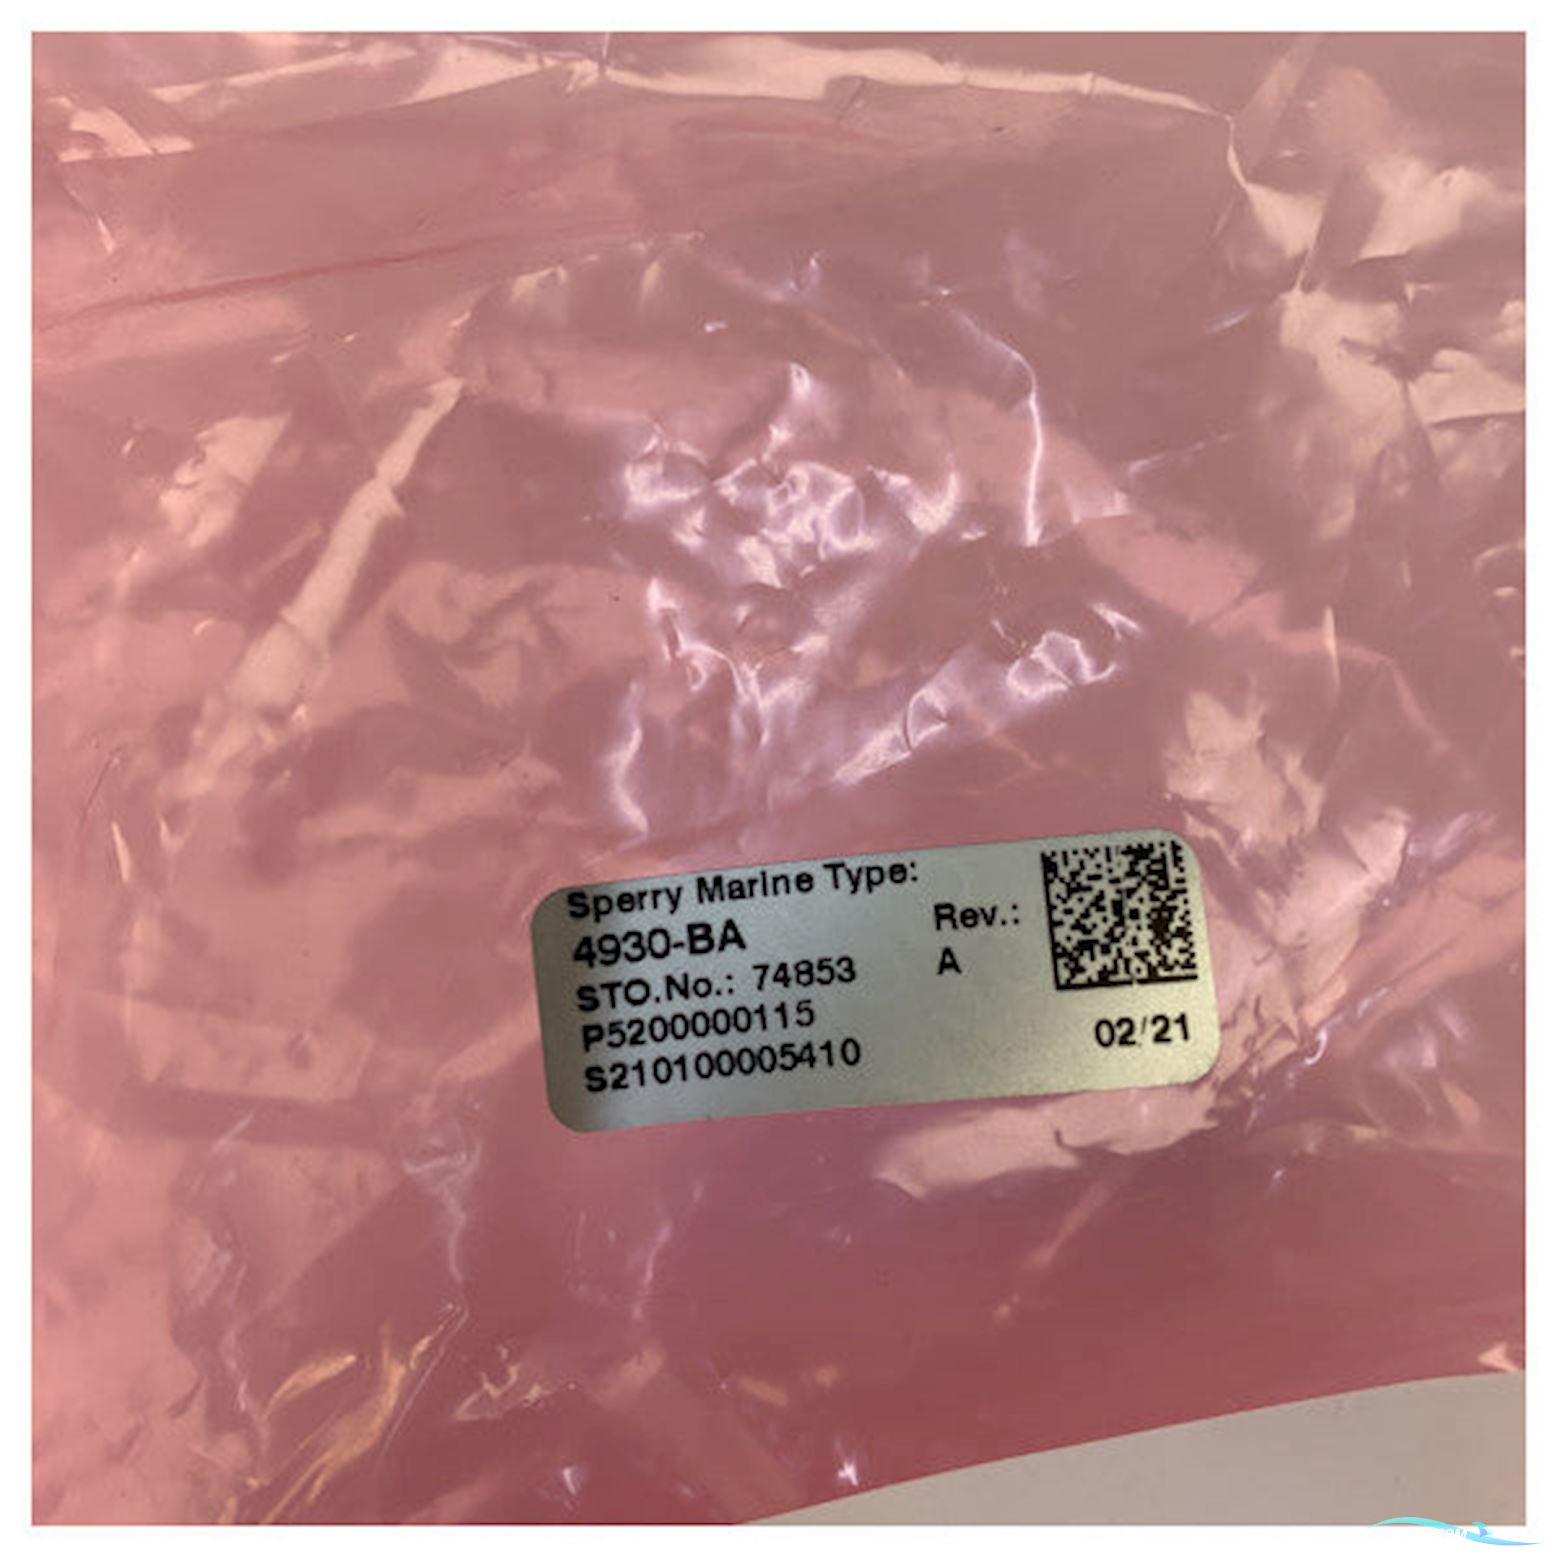 Sperry Marine Type:
4930-BA
Rev.:
STO.No.: 74853
A
P5200000115
S210100005410
02/21